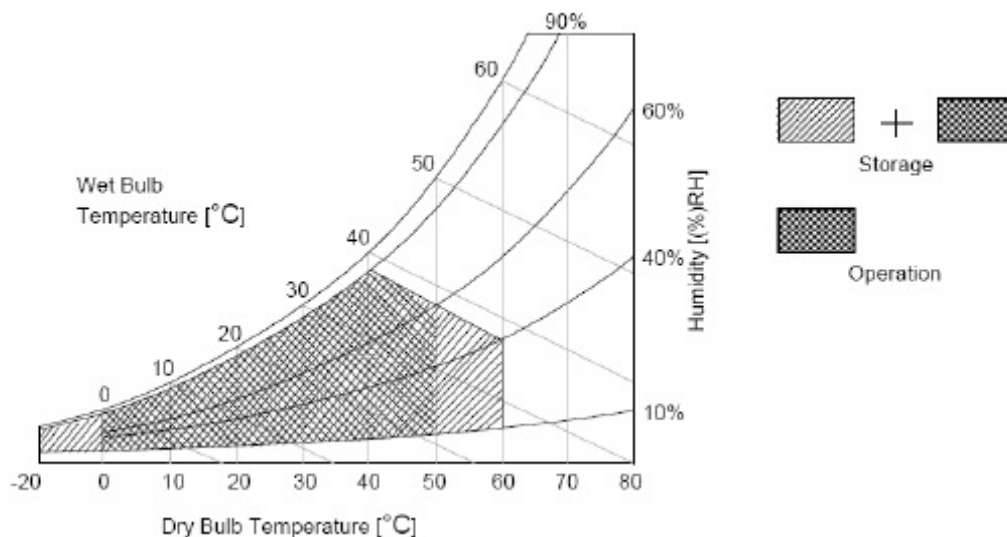 90%
60
60%
50
Wet Bulb
Temperature [°C]
40
40%
30
20
10
0
10%
Humidity [(%)RH]
-20 0 10 20 30 40 50 60 70 80
Dry Bulb Temperature [°C]
+
Storage
Operation